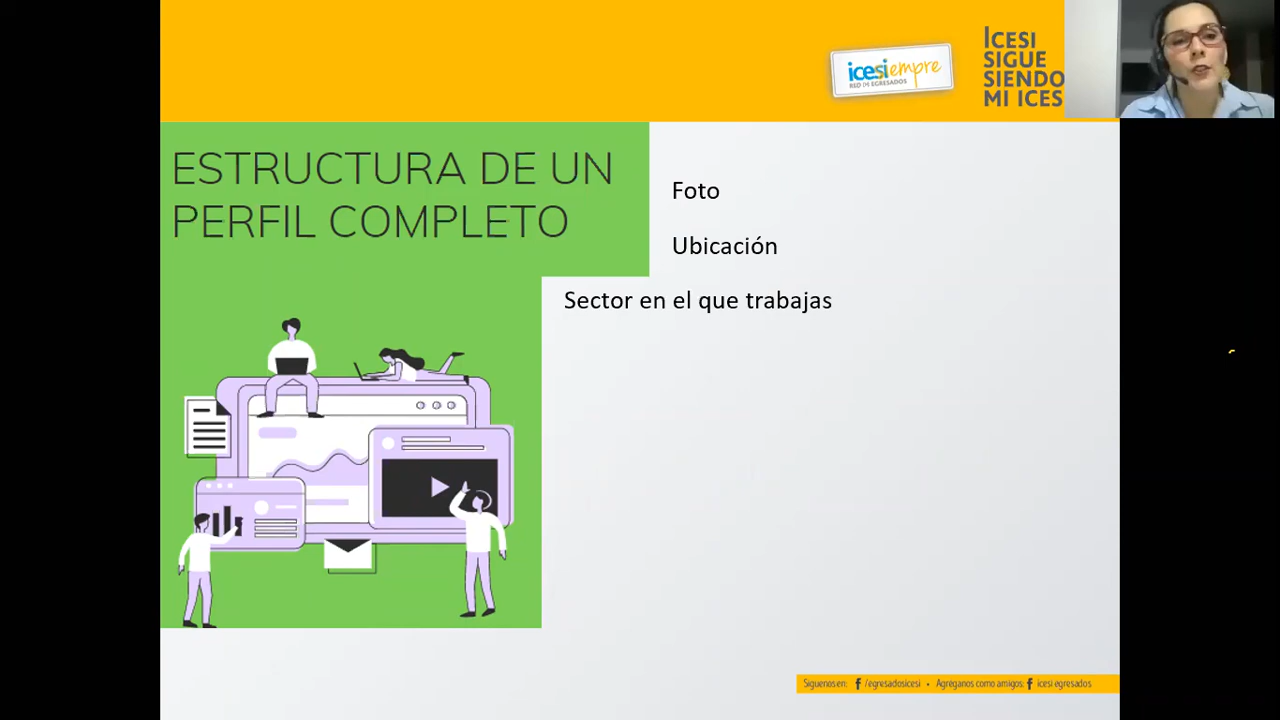 icesiempre
RED DE EGRESADOS
ICESI
SIGUE
SIENDO
MI ICES
ESTRUCTURA DE UN
PERFIL COMPLETO
Foto
Ubicación
Sector en el que trabajas
Síguenos en: f /egresadosicesi • Agréganos como amigos: f icesi egresados